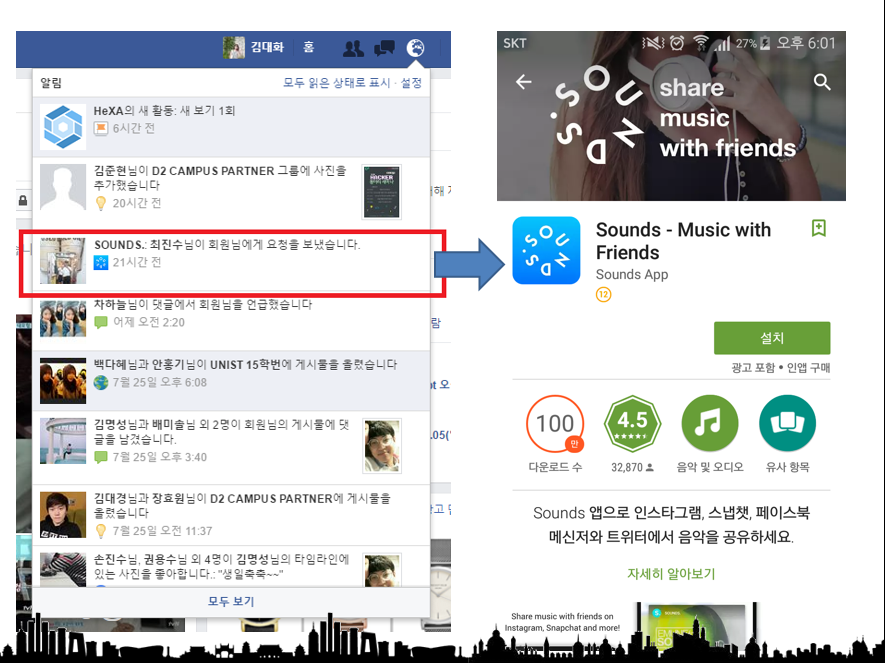 김대화 홈
알림 모두 읽은 상태로 표시 · 설정
HeXA의 새 활동: 새 보기 1회
6시간 전
김준현님이 D2 CAMPUS PARTNER 그룹에 사진을
추가했습니다
20시간 전
SOUNDS.: 최진수님이 회원님에게 요청을 보냈습니다.
21시간 전
차하늘님이 댓글에서 회원님을 언급했습니다
어제 오전 2:20
백다혜님과 안홍기님이 UNIST 15학번에 게시물을 올렸습니다
7월 25일 오후 6:08
김명성님과 배미솔님 외 2명이 회원님의 게시물에 댓
글을 남겼습니다.
7월 25일 오후 3:40
김대경님과 장효원님이 D2 CAMPUS PARTNER에 게시물을
올렸습니다
7월 25일 오전 11:37
손진수님, 권용수님 외 4명이 김명성님의 타임라인에
있는 사진을 좋아합니다.: "생일축축~~"
모두 보기
SKT 27% 오후 6:01
SOUNDS.
share
music
with friends
SOUNDS.
Sounds - Music with
Friends
Sounds App
12
설치
광고 포함 • 인앱 구매
100
만
4.5
다운로드 수
32,870
음악 및 오디오
유사 항목
Sounds 앱으로 인스타그램, 스냅챗, 페이스북
메신저와 트위터에서 음악을 공유하세요.
자세히 알아보기
Share music with friends on
Instagram, Snapchat and more!